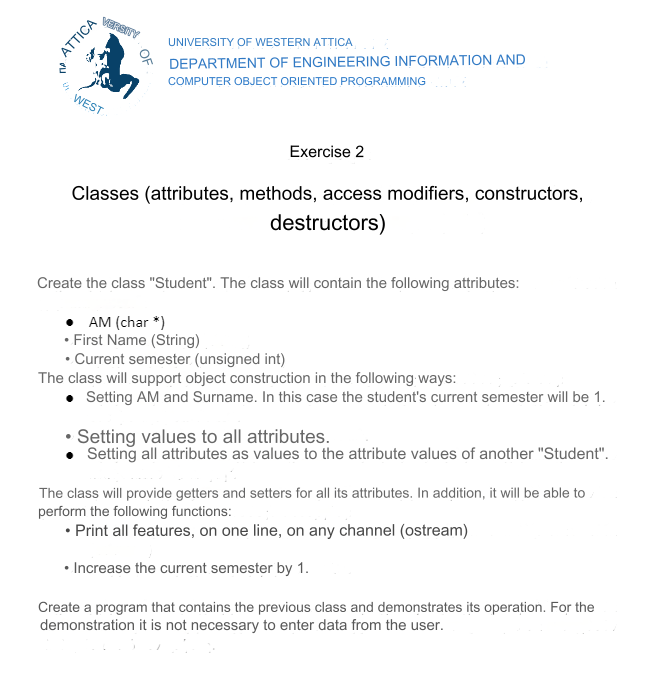 ATTICA VERSITY OF
WEST
UNIVERSITY OF WESTERN ATTICA
DEPARTMENT OF ENGINEERING INFORMATION AND
COMPUTER OBJECT ORIENTED PROGRAMMING
Exercise 2
Classes (attributes, methods, access modifiers, constructors,
destructors)
Create the class "Student". The class will contain the following attributes:
● AM (char *)
• First Name (String)
• Current semester (unsigned int)
The class will support object construction in the following ways:
● Setting AM and Surname. In this case the student's current semester will be 1.
• Setting values to all attributes.
● Setting all attributes as values to the attribute values of another "Student".
The class will provide getters and setters for all its attributes. In addition, it will be able to
perform the following functions:
• Print all features, on one line, on any channel (ostream)
• Increase the current semester by 1.
Create a program that contains the previous class and demonstrates its operation. For the
demonstration it is not necessary to enter data from the user.